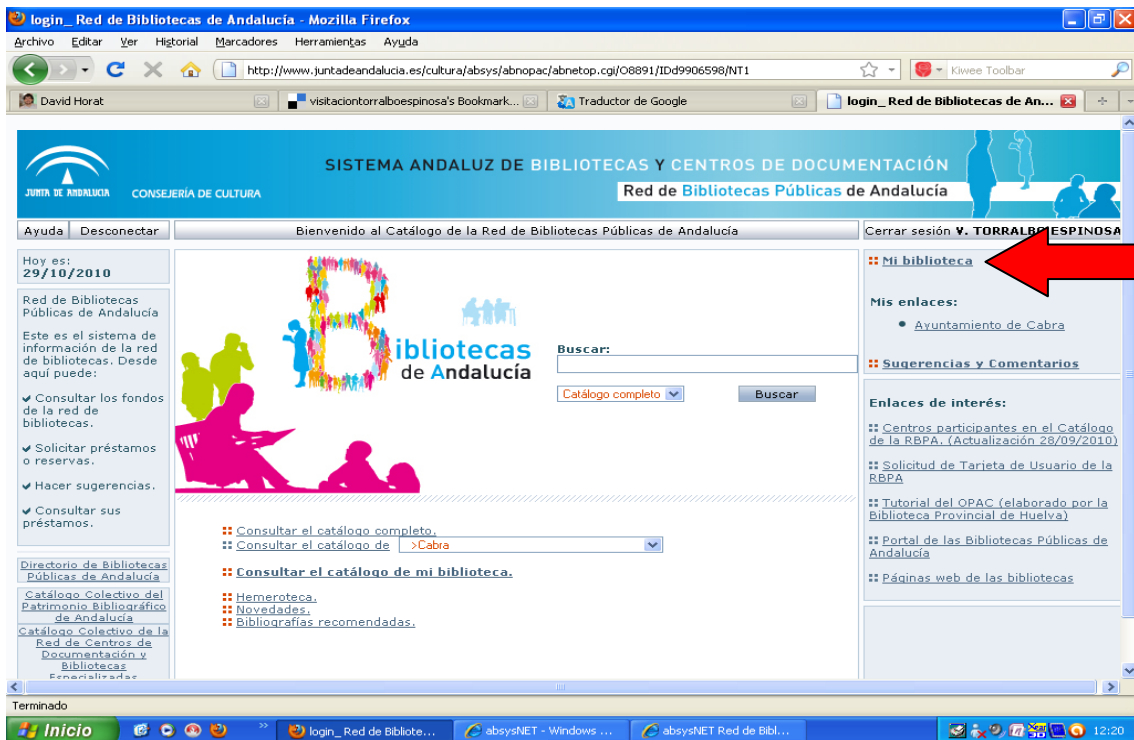 login_ Red de Bibliotecas de Andalucía - Mozilla Firefox
Archivo Editar Ver Historial Marcadores Herramientas Ayuda
http://www.juntadeandalucia.es/cultura/absys/abnopac/abnetop.cgi/O8891/IDd9906598/NT1
Kiwee Toolbar
David Horat
visitaciontorralboespinosa's Bookmark...
Traductor de Google
login_ Red de Bibliotecas de An...
JUNTA DE ANDALUCIA
CONSEJERÍA DE CULTURA
SISTEMA ANDALUZ DE BIBLIOTECAS Y CENTROS DE DOCUMENTACIÓN
Red de Bibliotecas Públicas de Andalucía
Ayuda
Desconectar
Bienvenido al Catálogo de la Red de Bibliotecas Públicas de Andalucía
Cerrar sesión V. TORRALBO ESPINOSA
Hoy es:
29/10/2010
Red de Bibliotecas
Públicas de Andalucía
Este es el sistema de
información de la red
de bibliotecas. Desde
aquí puede:
Consultar los fondos
de la red de
bibliotecas.
Solicitar préstamos
o reservas.
Hacer sugerencias.
Consultar sus
préstamos.
Directorio de Bibliotecas
Públicas de Andalucía
Catálogo Colectivo del
Patrimonio Bibliográfico
de Andalucía
Catálogo Colectivo de la
Red de Centros de
Documentación y
Bibliotecas
Especializadas
Bibliotecas
de Andalucía
Buscar:
Catálogo completo
Buscar
Consultar el catálogo completo.
Consultar el catálogo de >Cabra
Consultar el catálogo de mi biblioteca.
Hemeroteca.
Novedades.
Bibliografías recomendadas.
Mi biblioteca
Mis enlaces:
Ayuntamiento de Cabra
Sugerencias y Comentarios
Enlaces de interés:
Centros participantes en el Catálogo
de la RBPA. (Actualización 28/09/2010)
Solicitud de Tarjeta de Usuario de la
RBPA
Tutorial del OPAC (elaborado por la
Biblioteca Provincial de Huelva)
Portal de las Bibliotecas Públicas de
Andalucía
Páginas web de las bibliotecas
Terminado
Inicio
login_ Red de Bibliote...
absysNET - Windows ...
absysNET Red de Bibl...
12:20